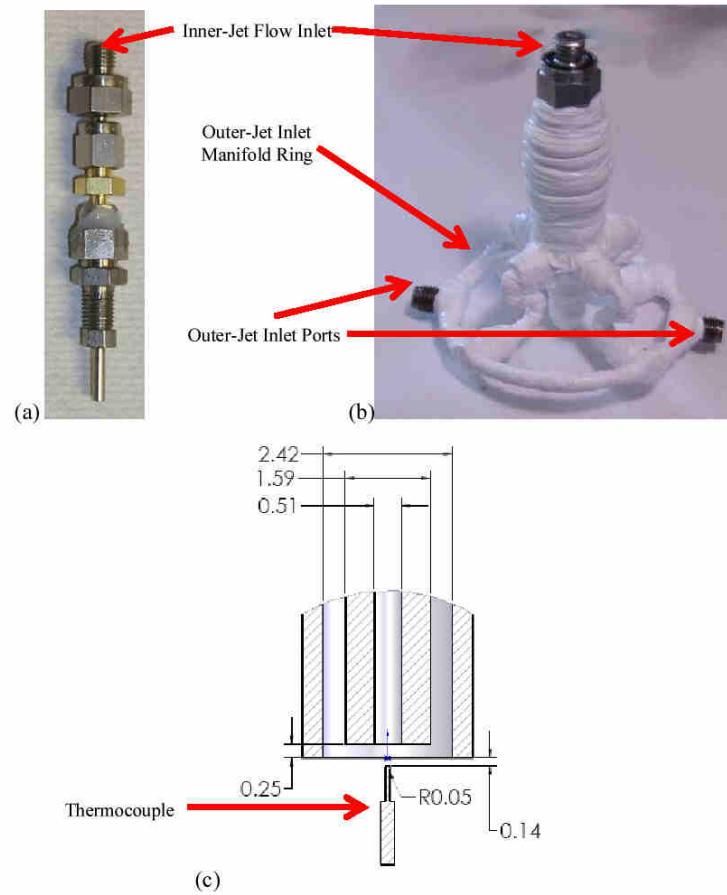 Inner-Jet Flow Inlet
Outer-Jet Inlet
Manifold Ring
Outer-Jet Inlet Ports
(a)
(b)
2.42
1.59
0.51
0.25
R0.05
0.14
Thermocouple
(c)